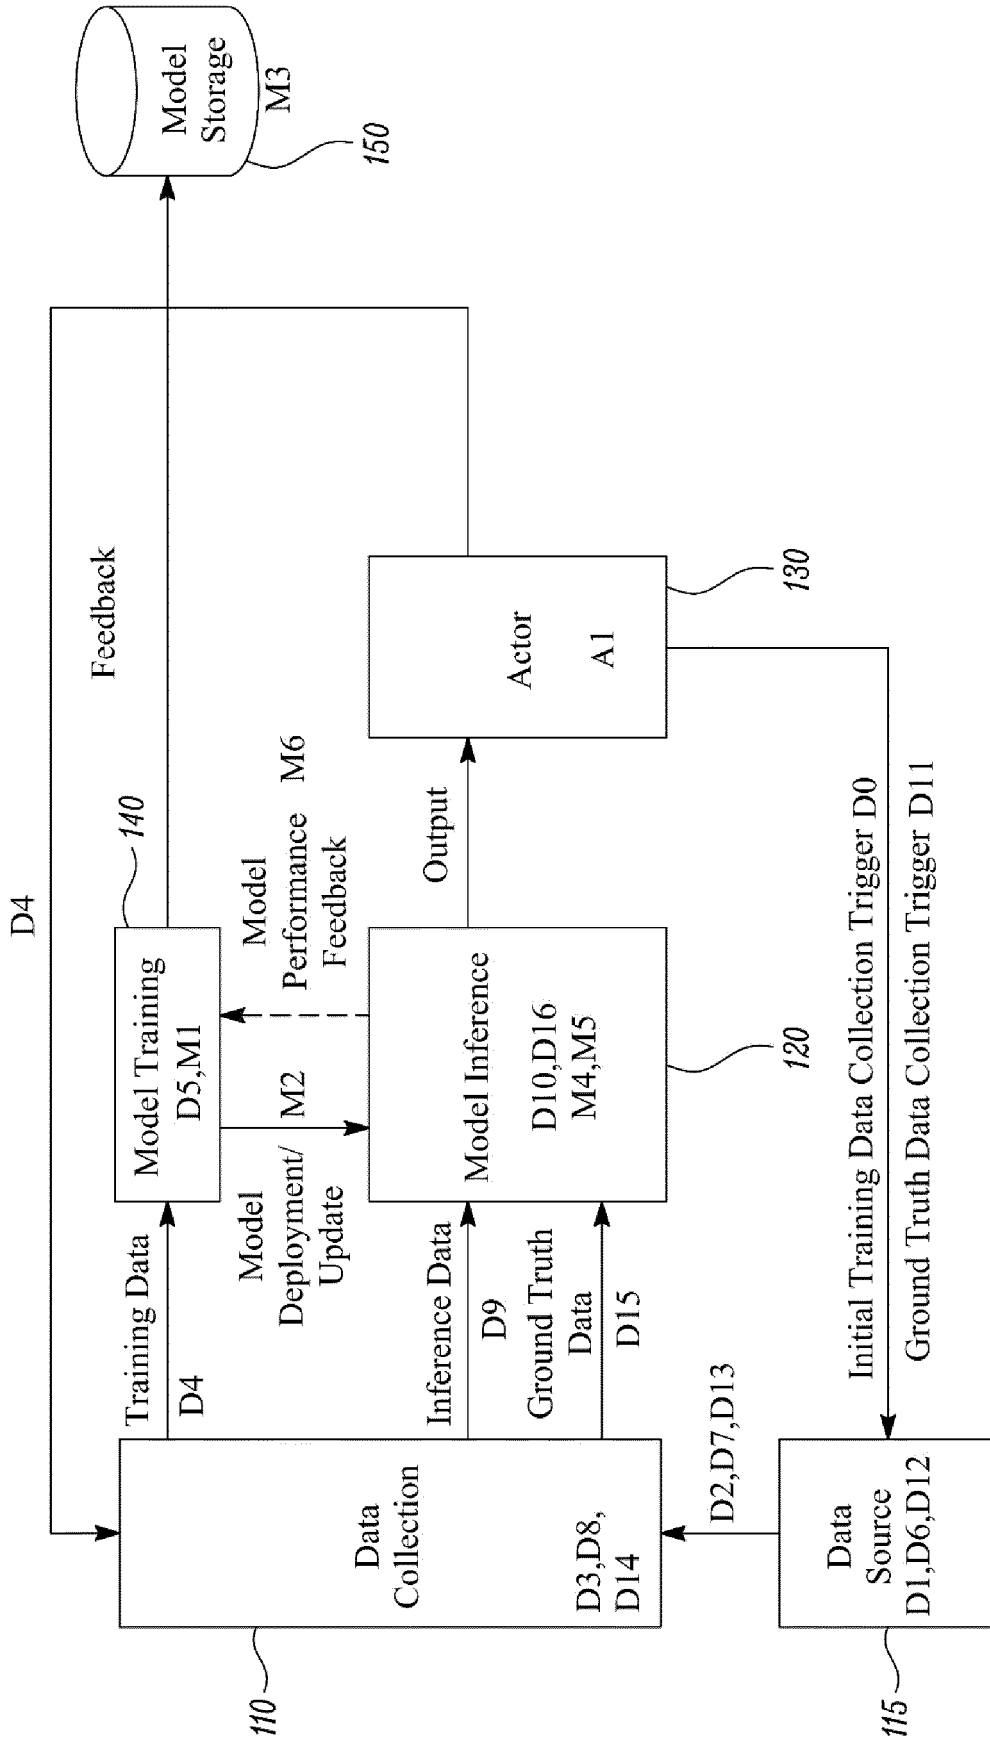 D4
Feedback
Training Data
D4
140
Model Training
D5,M1
Model
Storage
M3
150
Model
Deployment/
Update
M2
Model
Performance
Feedback
M6
110
Data
Collection
D3,D8,
D14
Inference Data
D9
Ground Truth
Data
D15
Model Inference
D10,D16
M4,M5
120
Output
Actor
A1
130
D2,D7,D13
115
Data
Source
D1,D6,D12
Initial Training Data Collection Trigger D0
Ground Truth Data Collection Trigger D11